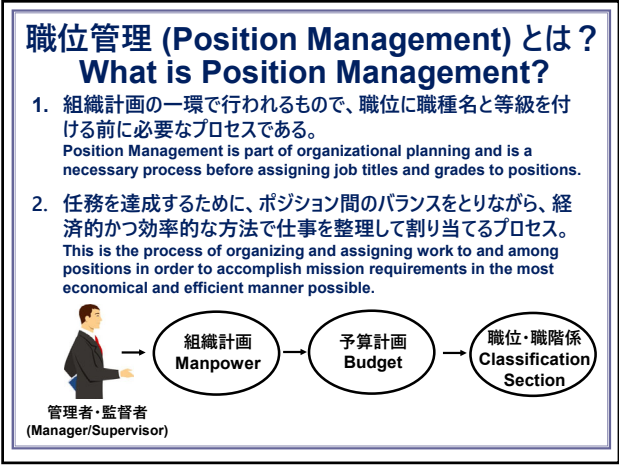 職位管理 (Position Management) とは？
What is Position Management?
1. 組織計画の一環で行われるもので、職位に職種名と等級を付
ける前に必要なプロセスである。
Position Management is part of organizational planning and is a
necessary process before assigning job titles and grades to positions.
2. 任務を達成するために、ポジション間のバランスをとりながら、経
済的かつ効率的な方法で仕事を整理して割り当てるプロセス。
This is the process of organizing and assigning work to and among
positions in order to accomplish mission requirements in the most
economical and efficient manner possible.
管理者・監督者
(Manager/Supervisor)
組織計画
Manpower
予算計画
Budget
職位・職階係
Classification
Section